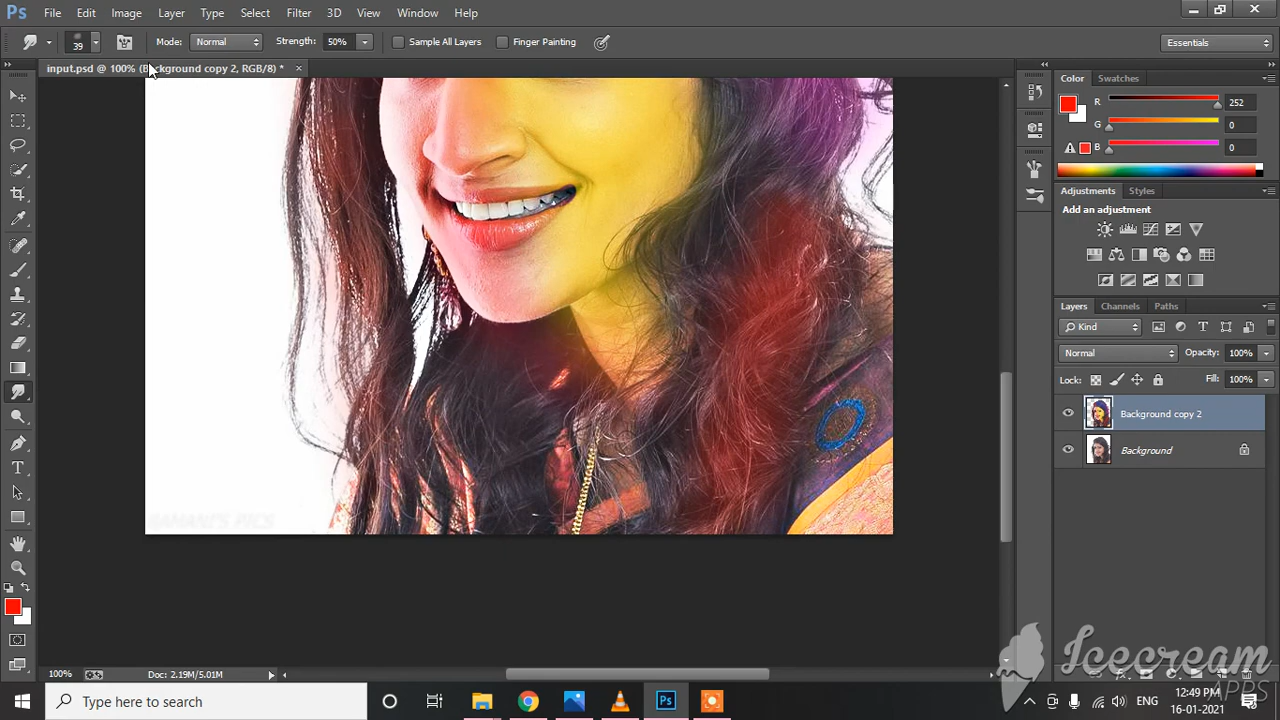 Ps File Edit Image Layer Type Select Filter 3D View Window Help
39 Mode: Normal Strength: 50% Sample All Layers Finger Painting Essentials
input.psd @ 100% (Background copy 2, RGB/8) * ×
Color Swatches
R 252
G 0
B 0
Adjustments Styles
Add an adjustment
Layers Channels Paths
Kind
Normal Opacity: 100%
Lock: Fill: 100%
Background copy 2
Background
100% Doc: 2.19M/5.01M
Icecream
APPS
Type here to search
Ps
ENG
12:49 PM
16-01-2021